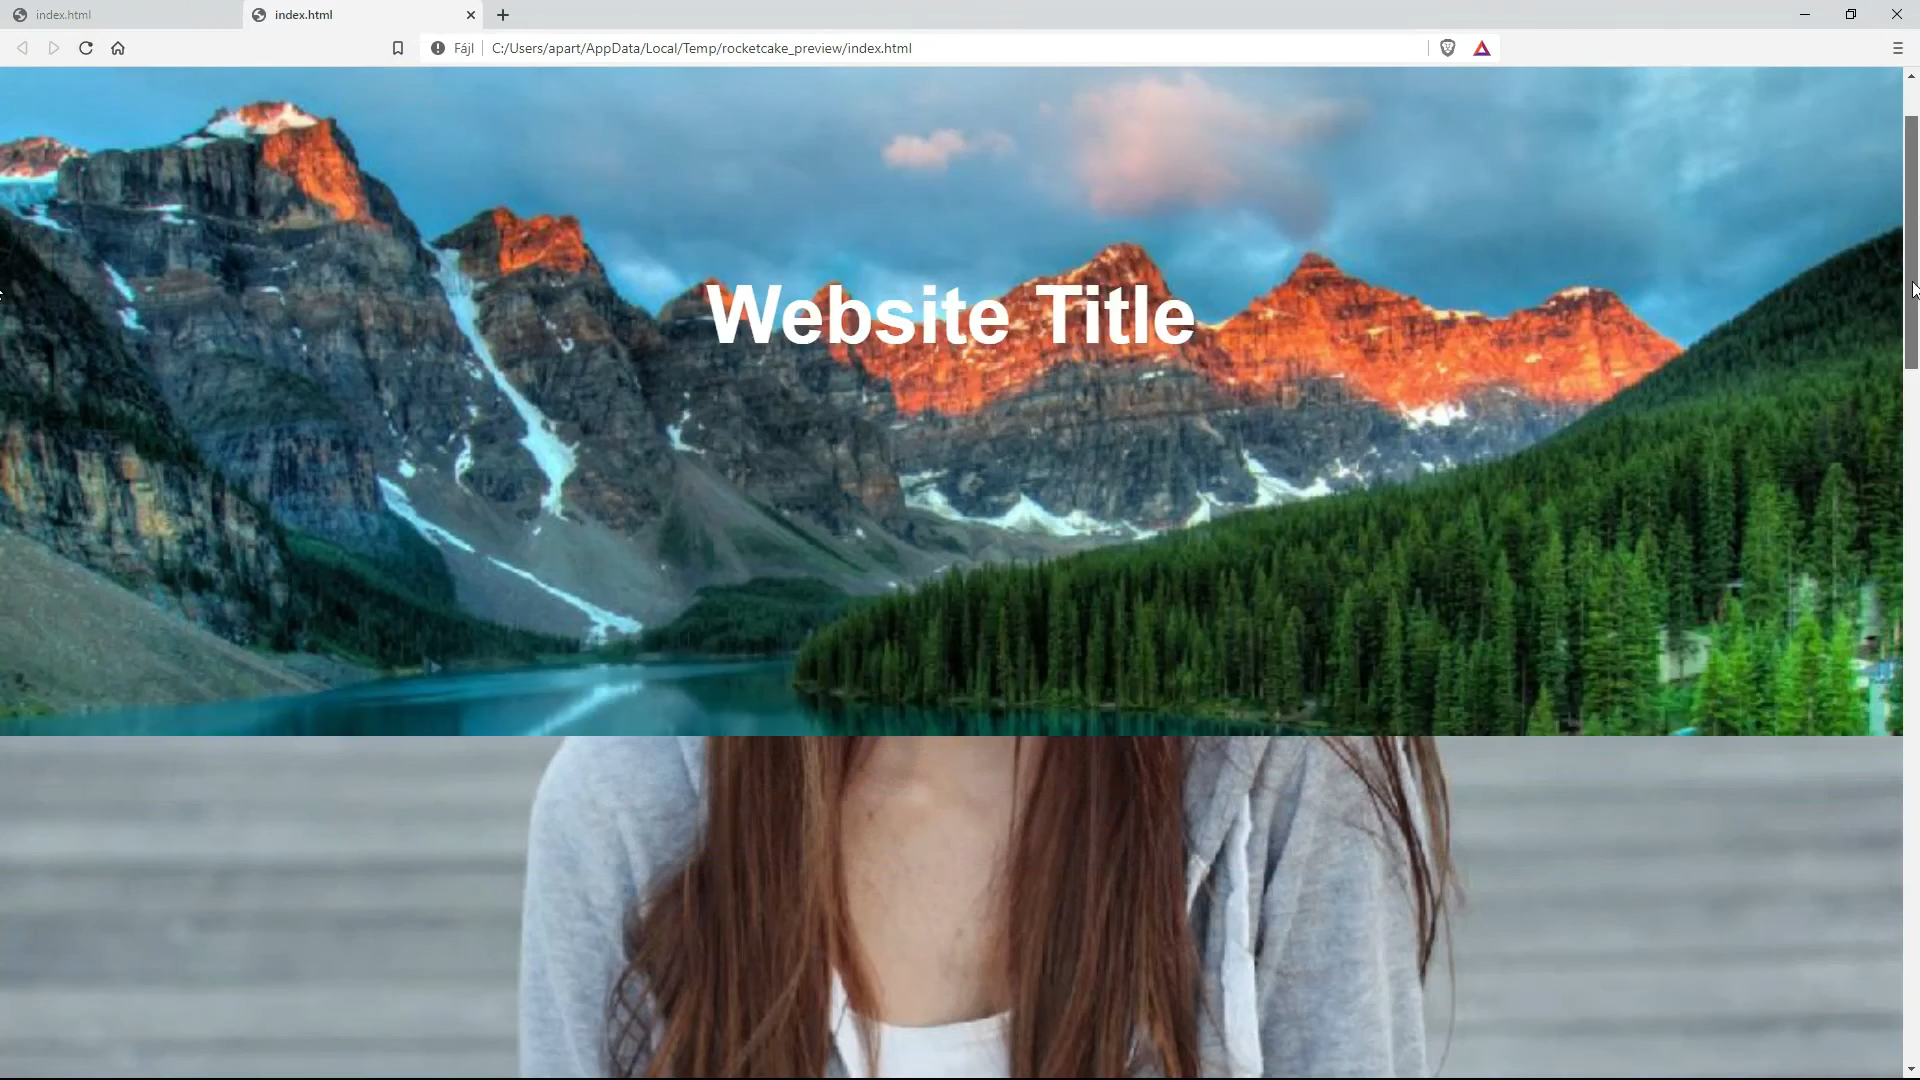 index.html
index.html
Fájl
C:/Users/apart/AppData/Local/Temp/rocketcake_preview/index.html
Website Title